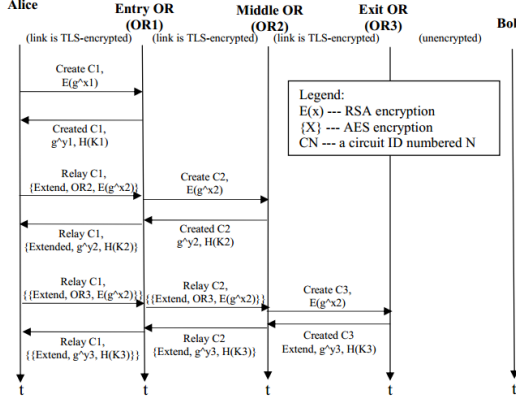 Alice
Entry OR
(OR1)
Middle OR
(OR2)
Exit OR
(OR3)
Bol
(link is TLS-encrypted)
(link is TLS-encrypted)
(link is TLS-encrypted)
(unencrypted)
Create C1,
E(g^x1)
Legend:
E(x) --- RSA encryption
{X} --- AES encryption
CN --- a circuit ID numbered N
Created C1,
g^y1, H(K1)
Relay C1,
{Extend, OR2, E(g^x2)}
Create C2,
E(g^x2)
Relay C1,
{Extended, g^y2, H(K2)}
Created C2
g^y2, H(K2)
Relay C1,
{{Extend, OR3, E(g^x2)}}
Relay C2,
{{Extend, OR3, E(g^x2)}}
Create C3,
E(g^x2)
Relay C1,
{{Extend, g^y3, H(K3)}}
Relay C2
{Extend, g^y3, H(K3)}
Created C3
Extend, g^y3, H(K3)
t
t
t
t
t